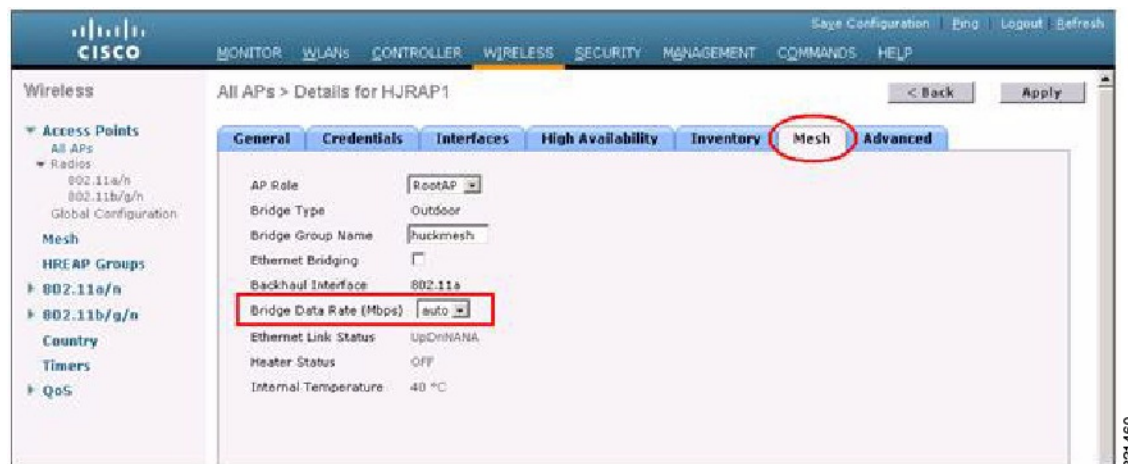 Save Configuration | Ping | Logout | Refresh
CISCO
MONITOR WLANs CONTROLLER WIRELESS SECURITY MANAGEMENT COMMANDS HELP
Wireless
All APs > Details for HJRAP1
< Back
Apply
Access Points
All APs
Radios
802.11a/n
802.11b/g/n
Global Configuration
Mesh
HREAP Groups
802.11a/n
802.11b/g/n
Country
Timers
QoS
General Credentials Interfaces High Availability Inventory Mesh Advanced
AP Role RootAP
Bridge Type Outdoor
Bridge Group Name huckmesh
Ethernet Bridging
Backhaul Interface 802.11a
Bridge Data Rate (Mbps) auto
Ethernet Link Status UpDnNANA
Heater Status OFF
Internal Temperature 40 °C